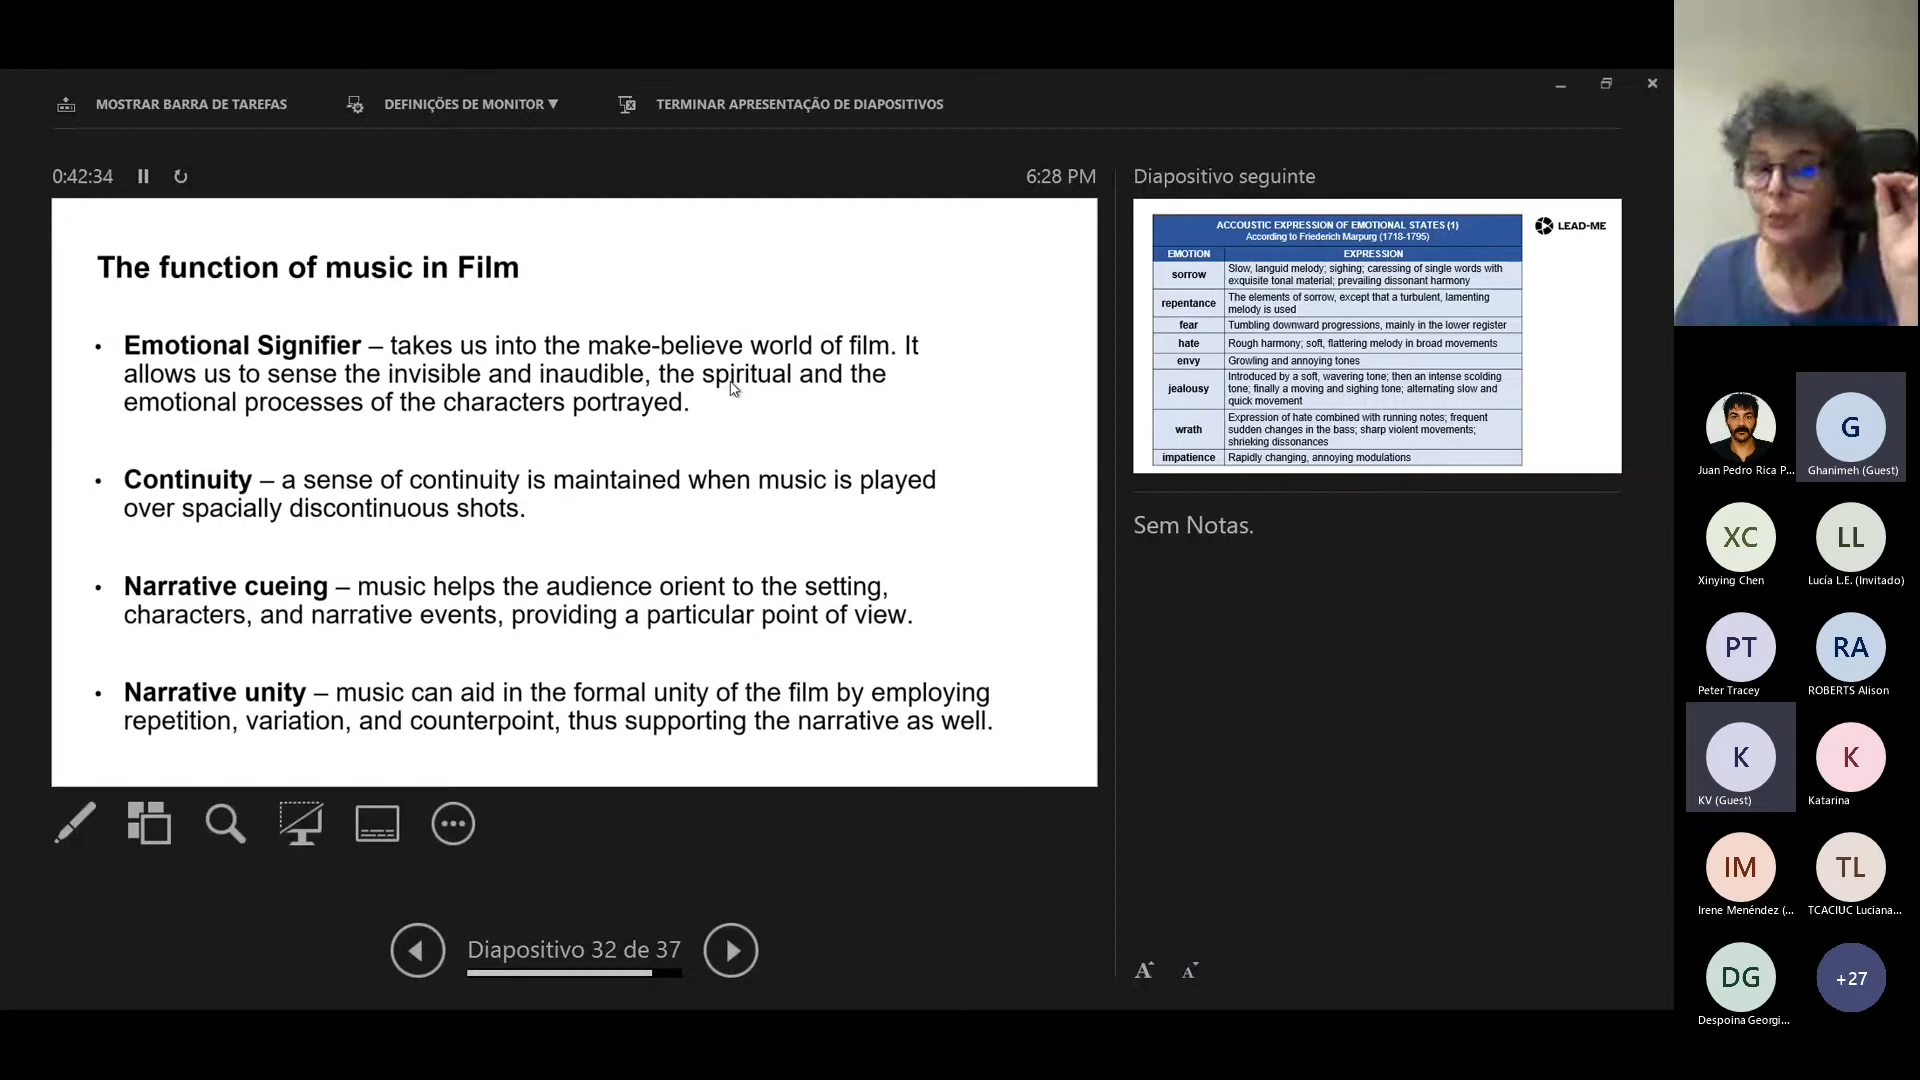 MOSTRAR BARRA DE TAREFAS
DEFINIÇÕES DE MONITOR ▼
TERMINAR APRESENTAÇÃO DE DIAPOSITIVOS
0:42:34
6:28 PM
The function of music in Film
• Emotional Signifier – takes us into the make-believe world of film. It
allows us to sense the invisible and inaudible, the spiritual and the
emotional processes of the characters portrayed.
• Continuity – a sense of continuity is maintained when music is played
over spacially discontinuous shots.
• Narrative cueing – music helps the audience orient to the setting,
characters, and narrative events, providing a particular point of view.
• Narrative unity – music can aid in the formal unity of the film by employing
repetition, variation, and counterpoint, thus supporting the narrative as well.
Diapositivo 32 de 37
Diapositivo seguinte
ACCOUSTIC EXPRESSION OF EMOTIONAL STATES (1)
According to Friederich Marpurg (1718-1795)
LEAD-ME
EMOTION EXPRESSION
sorrow Slow, languid melody; sighing; caressing of single words with
exquisite tonal material; prevailing dissonant harmony
repentance The elements of sorrow, except that a turbulent, lamenting
melody is used
fear Tumbling downward progressions, mainly in the lower register
hate Rough harmony; soft, flattering melody in broad movements
envy Growling and annoying tones
jealousy Introduced by a soft, wavering tone; then an intense scolding
tone; finally a moving and sighing tone; alternating slow and
quick movement
wrath Expression of hate combined with running notes; frequent
sudden changes in the bass; sharp violent movements;
shrieking dissonances
impatience Rapidly changing, annoying modulations
Sem Notas.
A A
Juan Pedro Rica P...
G
Ghanimeh (Guest)
XC
Xinying Chen
LL
Lucía L.E. (Invitado)
PT
Peter Tracey
RA
ROBERTS Alison
K
KV (Guest)
K
Katarina
IM
Irene Menéndez (...
TL
TCACIUC Luciana...
DG
Despoina Georgi...
+27